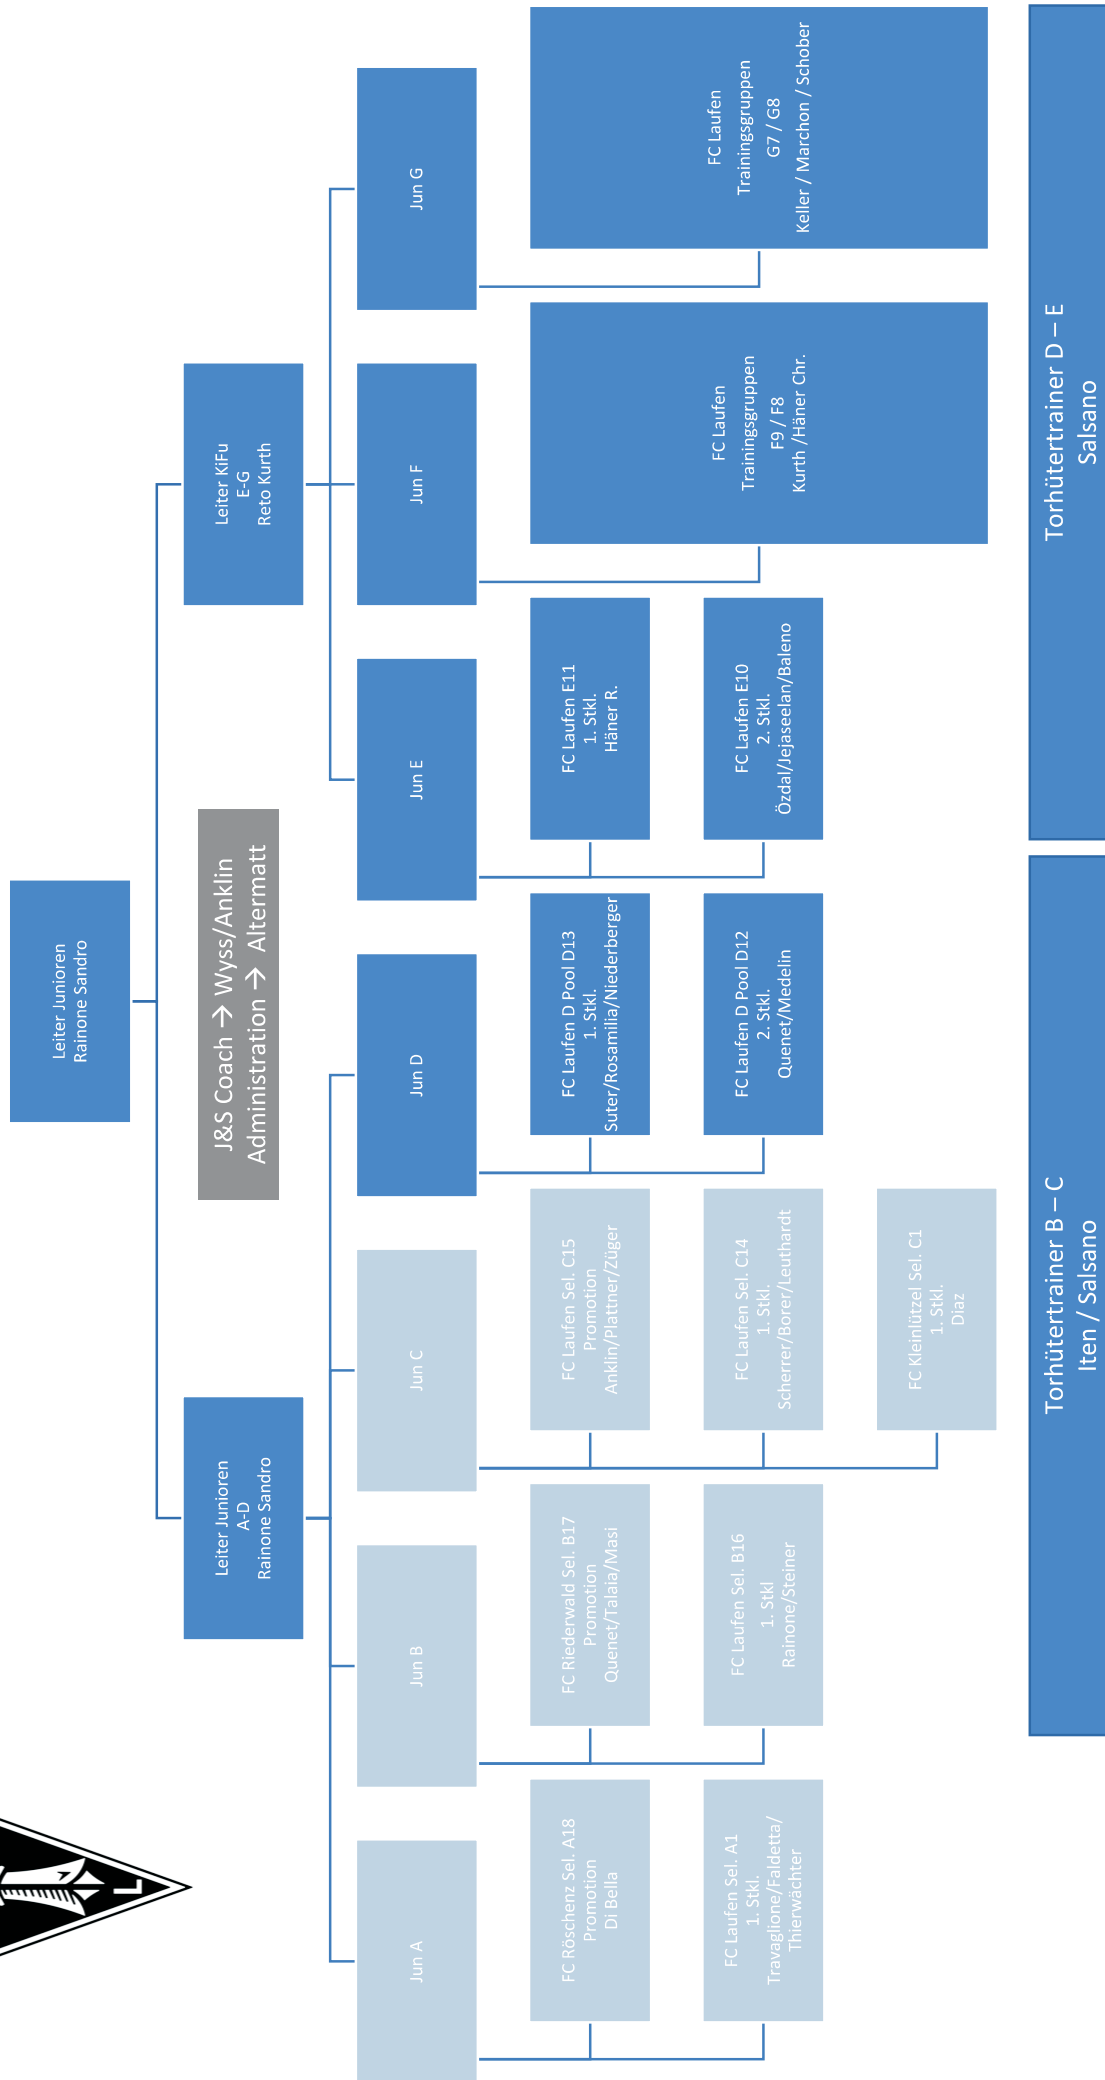 Leiter Junioren
Rainone Sandro
J&S Coach → Wyss/Anklin
Administration → Altermatt
Leiter Junioren
A-D
Rainone Sandro
Leiter KiFu
E-G
Reto Kurth
Jun A
Jun B
Jun C
Jun D
Jun E
Jun F
Jun G
FC Röschenz Sel. A18
Promotion
Di Bella
FC Laufen Sel. A1
1. Stkl.
Travaglione/Faldetta/
Thierwächter
FC Riederwald Sel. B17
Promotion
Quenet/Talaia/Masi
FC Laufen Sel. B16
1. Stkl
Rainone/Steiner
FC Laufen Sel. C15
Promotion
Anklin/Plattner/Züger
FC Laufen Sel. C14
1. Stkl.
Scherrer/Borer/Leuthardt
FC Kleinlützel Sel. C1
1. Stkl.
Diaz
FC Laufen D Pool D13
1. Stkl.
Suter/Rosamilia/Niederberger
FC Laufen D Pool D12
2. Stkl.
Quenet/Medelin
FC Laufen E11
1. Stkl.
Häner R.
FC Laufen E10
2. Stkl.
Özdal/Jejaseelan/Baleno
FC Laufen
Trainingsgruppen
F9 / F8
Kurth /Häner Chr.
FC Laufen
Trainingsgruppen
G7 / G8
Keller / Marchon / Schober
Torhütertrainer B – C
Iten / Salsano
Torhütertrainer D – E
Salsano
L